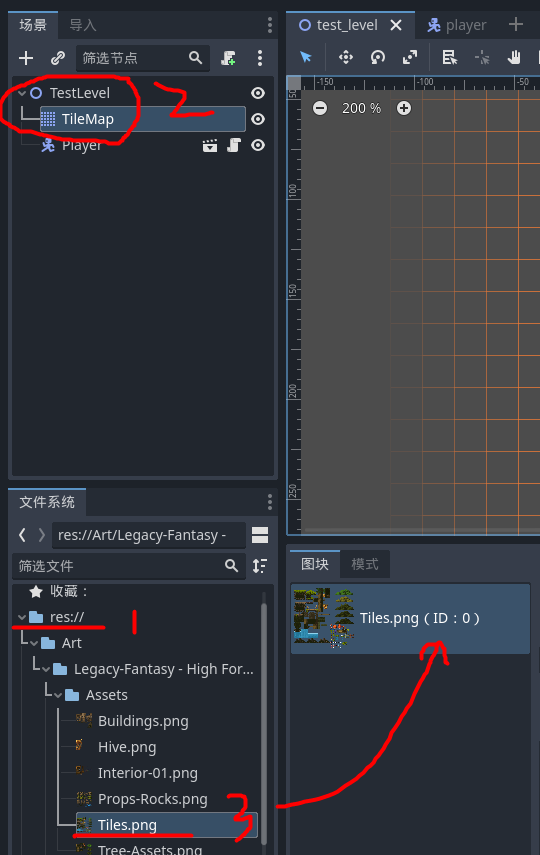 场景 导入
筛选节点
TestLevel
TileMap
Player
2
test_level
player
-150 -100 -50
200 %
50
100
150
200
250
文件系统
res://Art/Legacy-Fantasy -
筛选文件
收藏：
res://
1
Art
Legacy-Fantasy - High For...
Assets
Buildings.png
Hive.png
Interior-01.png
Props-Rocks.png
Tiles.png
3
Tree-Assets.png
图块 模式
Tiles.png（ID：0）